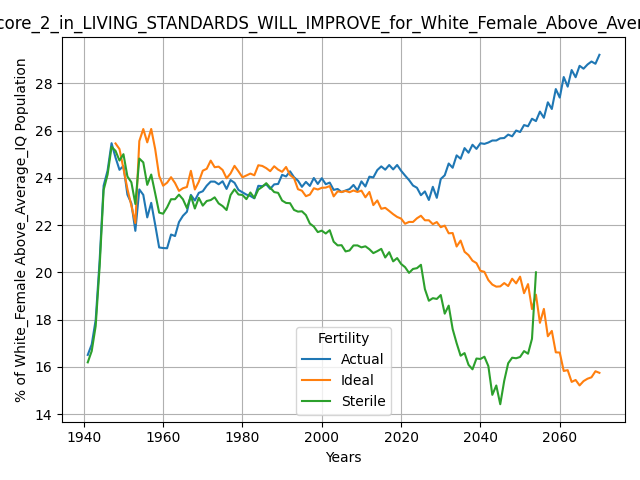 core_2_in_LIVING_STANDARDS_WILL_IMPROVE_for_White_Female_Above_Aver
% of White_Female Above_Average_IQ Population
28
26
24
22
20
18
16
14
1940 1960 1980 2000 2020 2040 2060
Years
Fertility
Actual
Ideal
Sterile